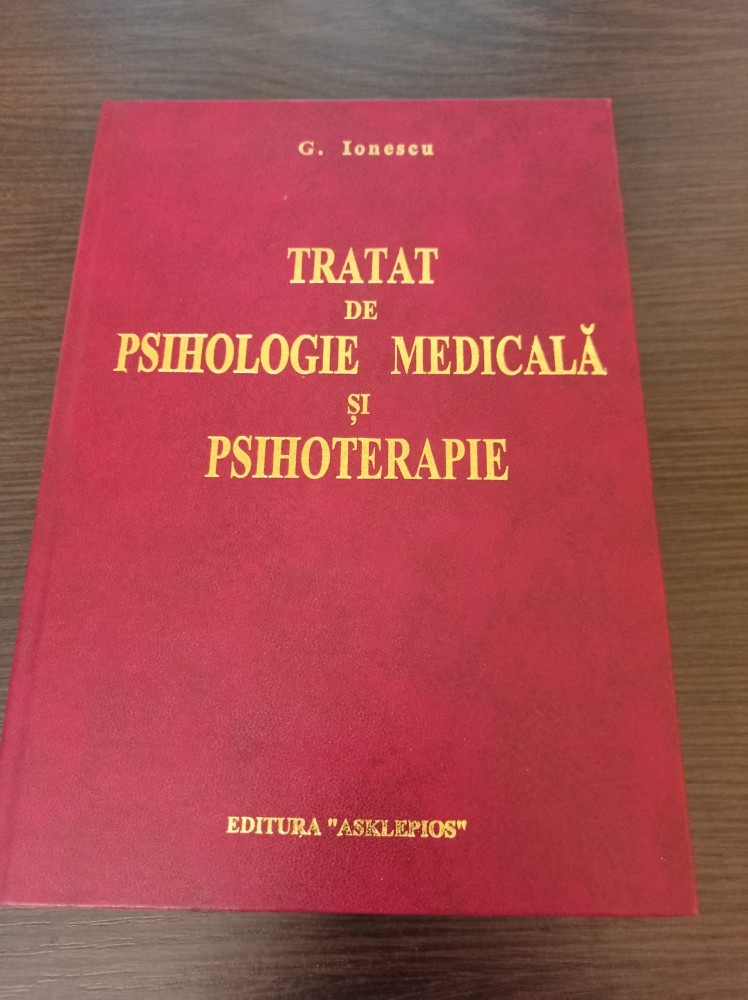 G. Ionescu
TRATAT
DE
PSIHOLOGIE MEDICALĂ
ȘI
PSIHOTERAPIE
EDITURA "ASKLEPIOS"